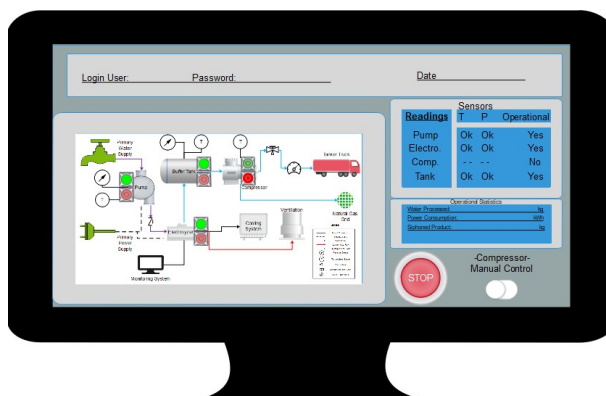 Login User: Password: Date
Sensors
Readings T P Operational
Pump Ok Ok Yes
Electro. Ok Ok Yes
Comp. - - - - No
Tank Ok Ok Yes
Operational Statistics
Water Processed: kg
Power Consumption: kWh
Siphoned Product: kg
-Compressor-
Manual Control
STOP
Primary
Water
Supply
T
T
Tanker Truck
Buffer Tank
Compressor
Pump
T
Ventilation
Cooling
System
Natural Gas
Grid
Primary
Power
Supply
Monitoring System